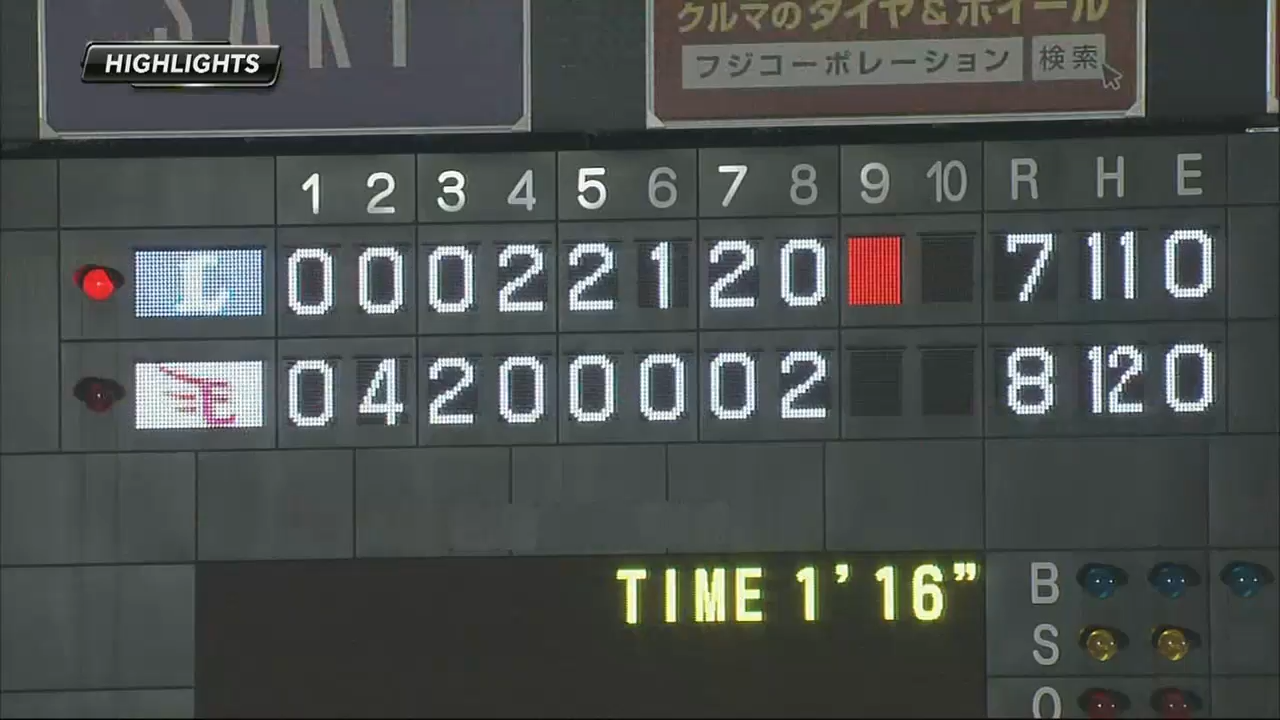 SAKI
クルマのタイヤ&ホイール
フジコーポレーション 検索
HIGHLIGHTS
1 2 3 4 5 6 7 8 9 10 R H E
L 0 0 0 2 2 1 2 0 7 11 0
E 0 4 2 0 0 0 0 2 8 12 0
TIME 1’16”
B
S
O